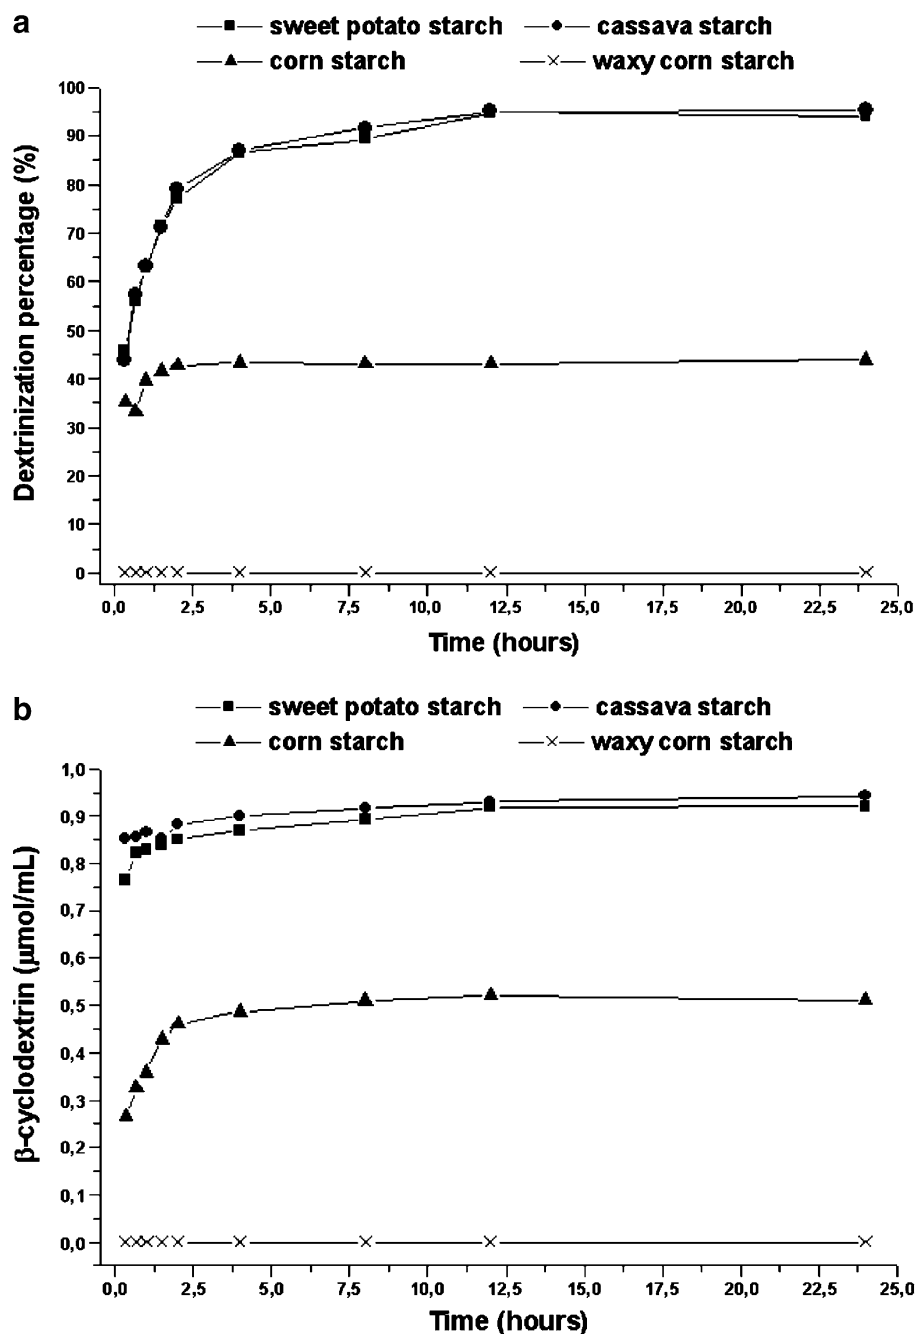 a
sweet potato starch cassava starch
corn starch waxy corn starch
100
90
80
70
60
50
40
30
20
10
0
Dextrinization percentage (%)
0,0 2,5 5,0 7,5 10,0 12,5 15,0 17,5 20,0 22,5 25,0
Time (hours)
b
sweet potato starch cassava starch
corn starch waxy corn starch
1,0
0,9
0,8
0,7
0,6
0,5
0,4
0,3
0,2
0,1
0,0
β-cyclodextrin (µmol/mL)
0,0 2,5 5,0 7,5 10,0 12,5 15,0 17,5 20,0 22,5 25,0
Time (hours)